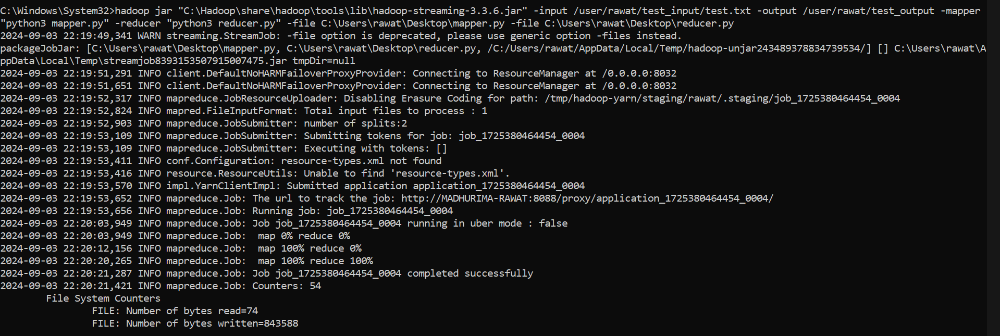 C:\Windows\System32>hadoop jar "C:\Hadoop\share\hadoop\tools\lib\hadoop-streaming-3.3.6.jar" -input /user/rawat/test_input/test.txt -output /user/rawat/test_output -mapper
"python3 mapper.py" -reducer "python3 reducer.py" -file C:\Users\rawat\Desktop\mapper.py -file C:\Users\rawat\Desktop\reducer.py
2024-09-03 22:19:49,341 WARN streaming.StreamJob: -file option is deprecated, please use generic option -files instead.
packageJobJar: [C:\Users\rawat\Desktop\mapper.py, C:\Users\rawat\Desktop\reducer.py, /C:/Users/rawat/AppData/Local/Temp/hadoop-unjar243489378834739534/] [] C:\Users\rawat\A
ppData\Local\Temp\streamjob8393153507915007475.jar tmpDir=null
2024-09-03 22:19:51,291 INFO client.DefaultNoHARMFailoverProxyProvider: Connecting to ResourceManager at /0.0.0.0:8032
2024-09-03 22:19:51,651 INFO client.DefaultNoHARMFailoverProxyProvider: Connecting to ResourceManager at /0.0.0.0:8032
2024-09-03 22:19:52,317 INFO mapreduce.JobResourceUploader: Disabling Erasure Coding for path: /tmp/hadoop-yarn/staging/rawat/.staging/job_1725380464454_0004
2024-09-03 22:19:52,824 INFO mapred.FileInputFormat: Total input files to process : 1
2024-09-03 22:19:52,903 INFO mapreduce.JobSubmitter: number of splits:2
2024-09-03 22:19:53,109 INFO mapreduce.JobSubmitter: Submitting tokens for job: job_1725380464454_0004
2024-09-03 22:19:53,109 INFO mapreduce.JobSubmitter: Executing with tokens: []
2024-09-03 22:19:53,411 INFO conf.Configuration: resource-types.xml not found
2024-09-03 22:19:53,416 INFO resource.ResourceUtils: Unable to find 'resource-types.xml'.
2024-09-03 22:19:53,570 INFO impl.YarnClientImpl: Submitted application application_1725380464454_0004
2024-09-03 22:19:53,652 INFO mapreduce.Job: The url to track the job: http://MADHURIMA-RAWAT:8088/proxy/application_1725380464454_0004/
2024-09-03 22:19:53,656 INFO mapreduce.Job: Running job: job_1725380464454_0004
2024-09-03 22:20:03,949 INFO mapreduce.Job: Job job_1725380464454_0004 running in uber mode : false
2024-09-03 22:20:03,949 INFO mapreduce.Job:  map 0% reduce 0%
2024-09-03 22:20:12,156 INFO mapreduce.Job:  map 100% reduce 0%
2024-09-03 22:20:20,265 INFO mapreduce.Job:  map 100% reduce 100%
2024-09-03 22:20:21,287 INFO mapreduce.Job: Job job_1725380464454_0004 completed successfully
2024-09-03 22:20:21,421 INFO mapreduce.Job: Counters: 54
File System Counters
FILE: Number of bytes read=74
FILE: Number of bytes written=843588